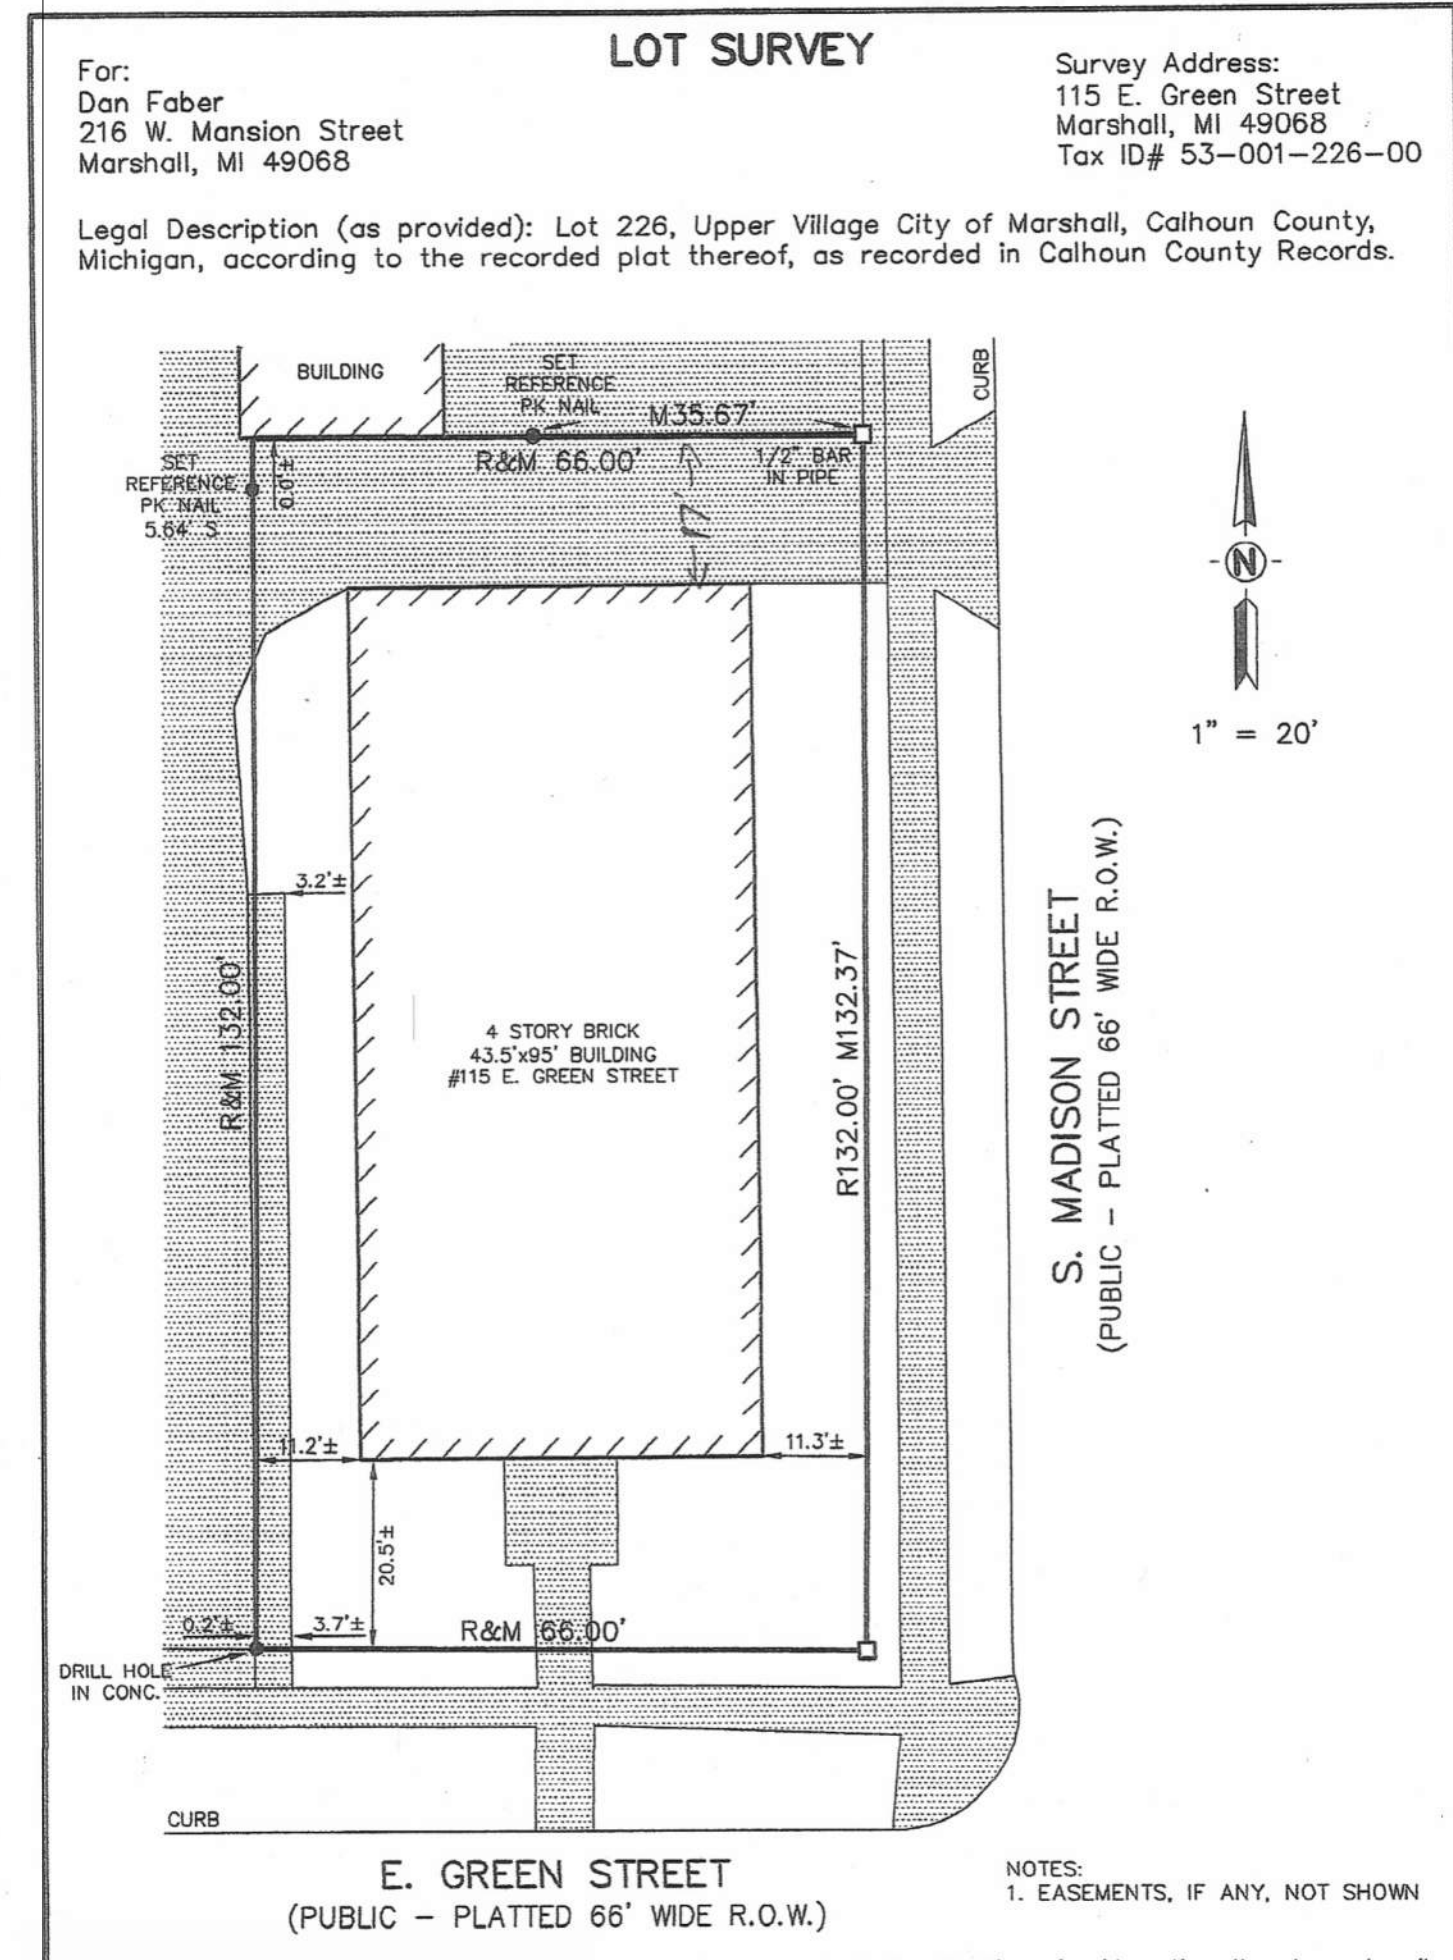 LOT SURVEY
For:
Dan Faber
216 W. Mansion Street
Marshall, MI 49068
Survey Address:
115 E. Green Street
Marshall, MI 49068
Tax ID# 53-001-226-00
Legal Description (as provided): Lot 226, Upper Village City of Marshall, Calhoun County,
Michigan, according to the recorded plat thereof, as recorded in Calhoun County Records.
BUILDING
SET
REFERENCE
PK NAIL
M35.67'
CURB
R&M 66.00'
1/2" BAR
IN PIPE
SET
REFERENCE
PK NAIL
5.64' S
0.0'±
17'
N
1" = 20'
3.2'±
R&M 132.00'
4 STORY BRICK
43.5'x95' BUILDING
#115 E. GREEN STREET
R132.00' M132.37'
S. MADISON STREET
(PUBLIC - PLATTED 66' WIDE R.O.W.)
11.2'±
11.3'±
20.5'±
0.2'±
3.7'±
R&M 66.00'
DRILL HOLE
IN CONC.
CURB
E. GREEN STREET
(PUBLIC - PLATTED 66' WIDE R.O.W.)
NOTES:
1. EASEMENTS, IF ANY, NOT SHOWN